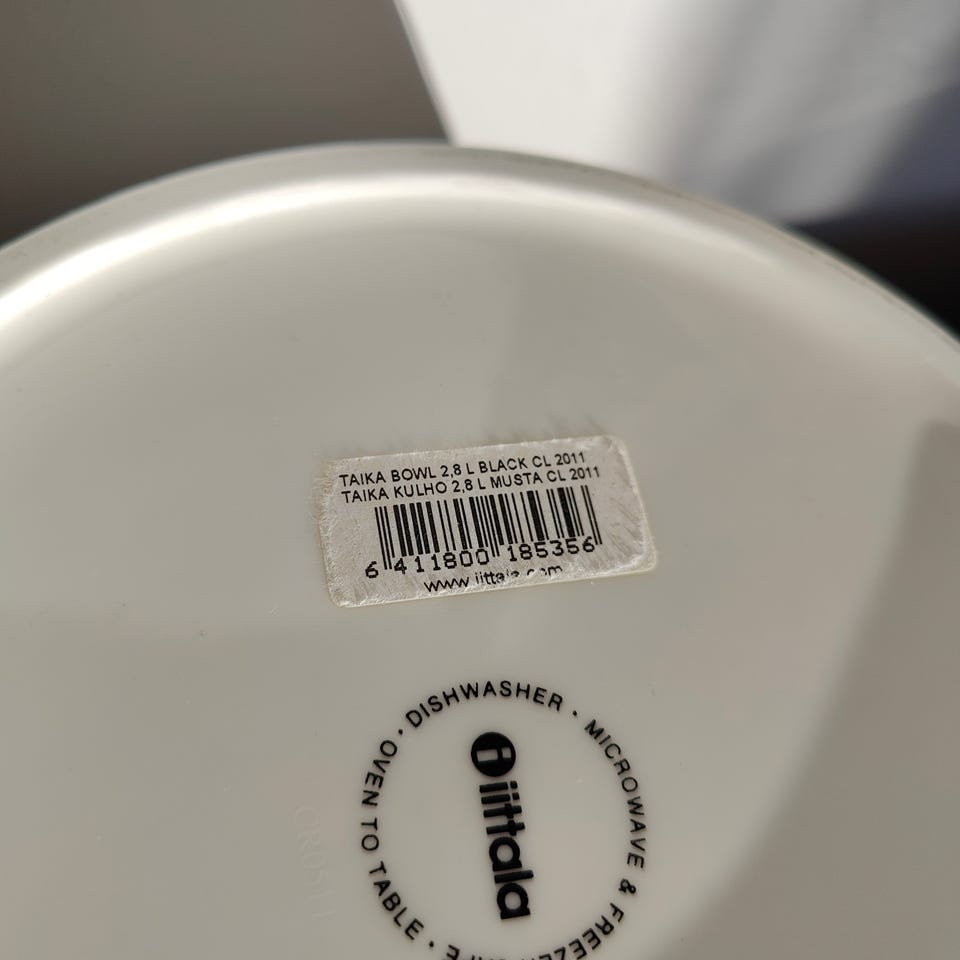 TAIKA BOWL 2,8 L BLACK CL 2011
TAIKA KULHO 2,8 L MUSTA CL 2011
6 411800 185356
www.iittala.com
OVEN TO TABLE · DISHWASHER · MICROWAVE & FREEZER
iittala